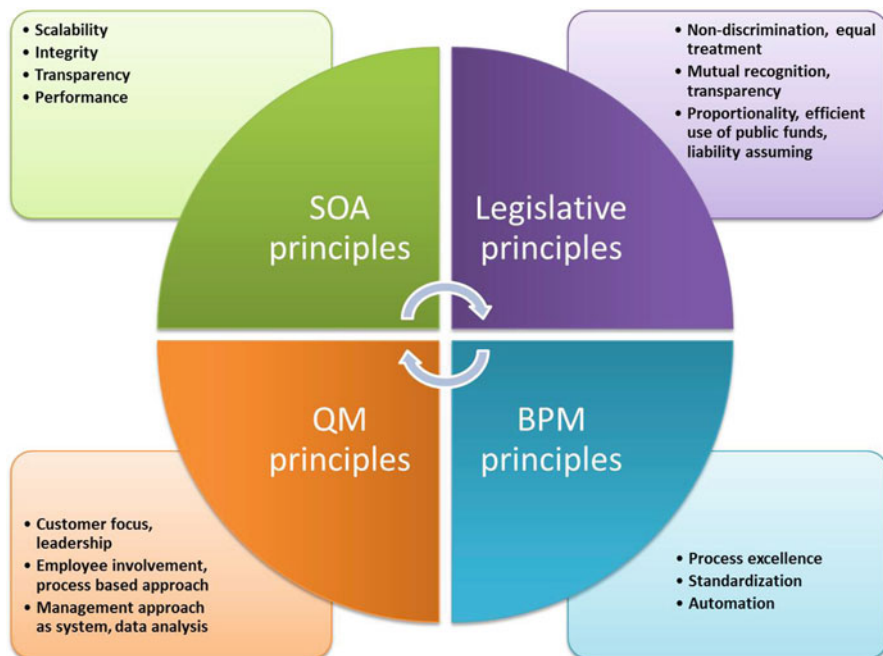 • Scalability
• Integrity
• Transparency
• Performance
• Non-discrimination, equal
treatment
• Mutual recognition,
transparency
• Proportionality, efficient
use of public funds,
liability assuming
SOA
principles
Legislative
principles
QM
principles
BPM
principles
• Customer focus,
leadership
• Employee involvement,
process based approach
• Management approach
as system, data analysis
• Process excellence
• Standardization
• Automation